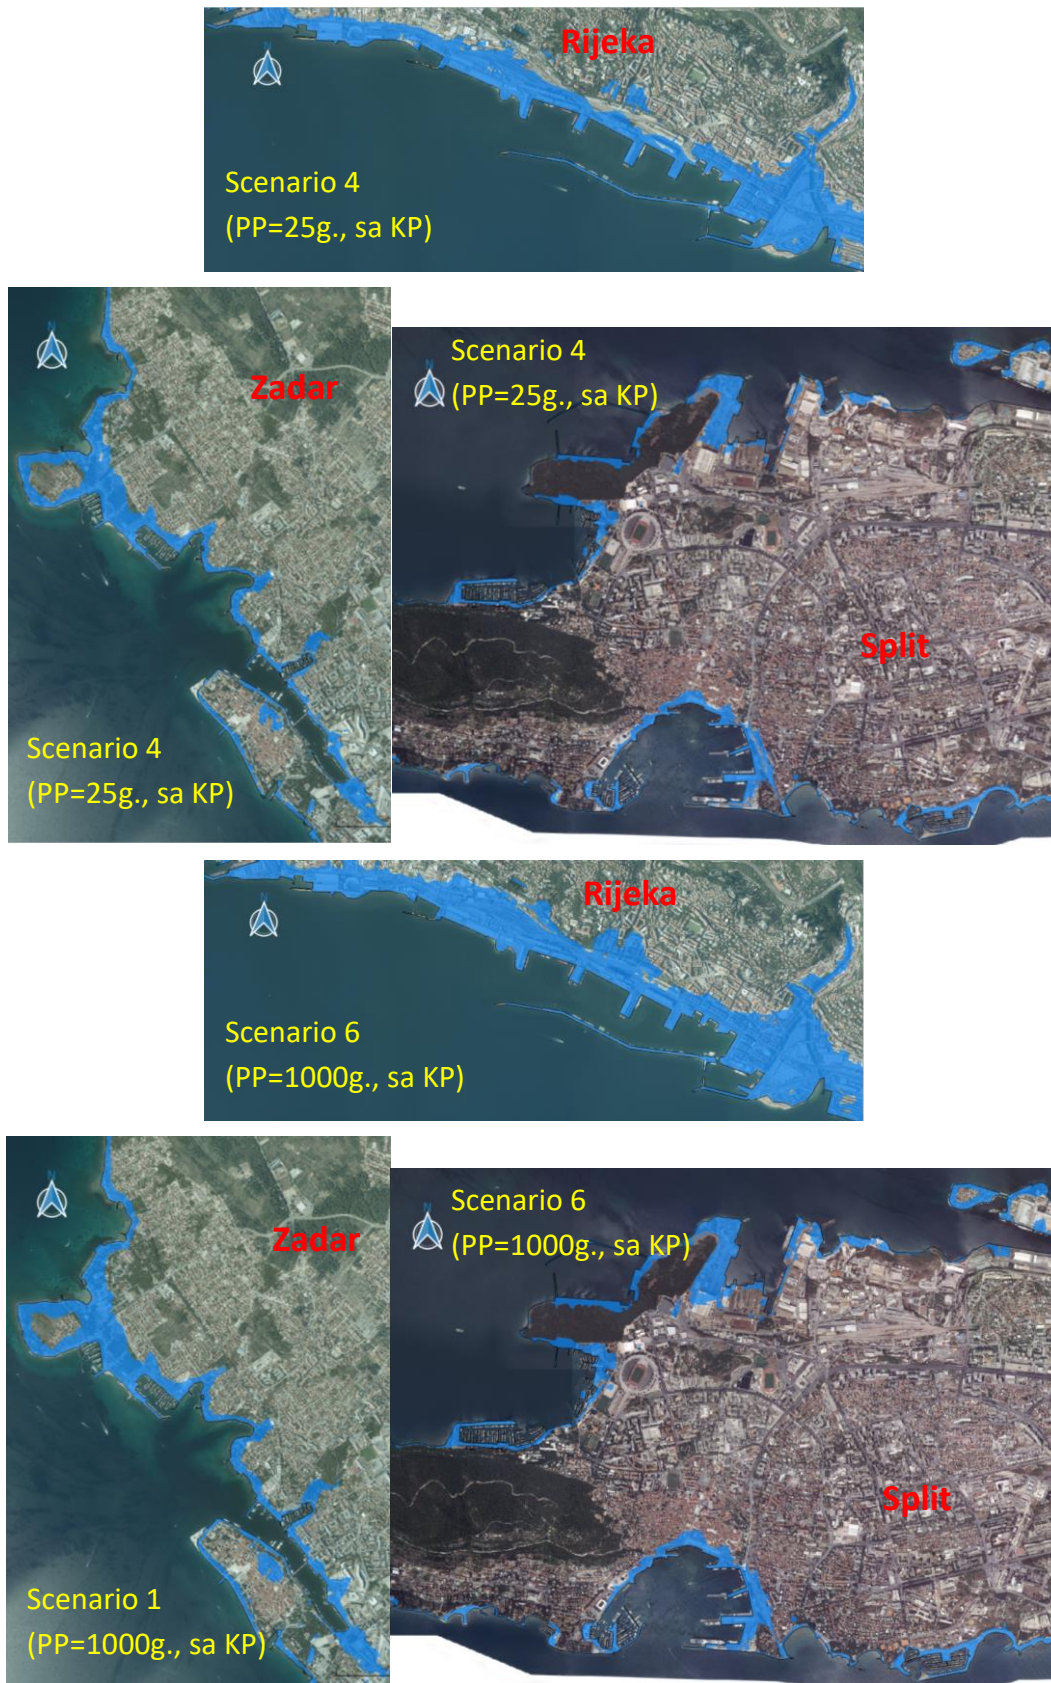 Rijeka
N
Scenario 4
(PP=25g., sa KP)
N
Zadar
Scenario 4
(PP=25g., sa KP)
N
Scenario 4
(PP=25g., sa KP)
Split
Rijeka
N
Scenario 6
(PP=1000g., sa KP)
N
Zadar
Scenario 1
(PP=1000g., sa KP)
N
Scenario 6
(PP=1000g., sa KP)
Split